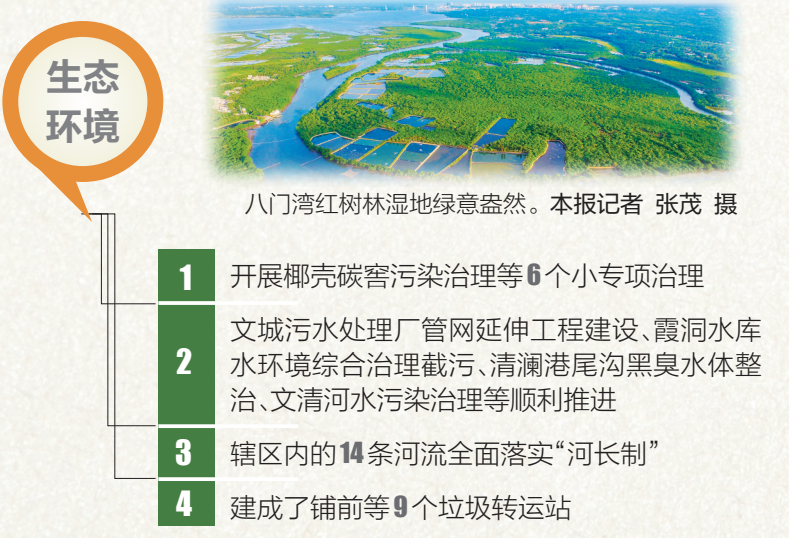 生态
环境
八门湾红树林湿地绿意盎然。本报记者 张茂 摄
1 开展椰壳碳窖污染治理等6个小专项治理
2 文城污水处理厂管网延伸工程建设、霞洞水库
水环境综合治理截污、清澜港尾沟黑臭水体整
治、文清河水污染治理等顺利推进
3 辖区内的14条河流全面落实“河长制”
4 建成了铺前等9个垃圾转运站